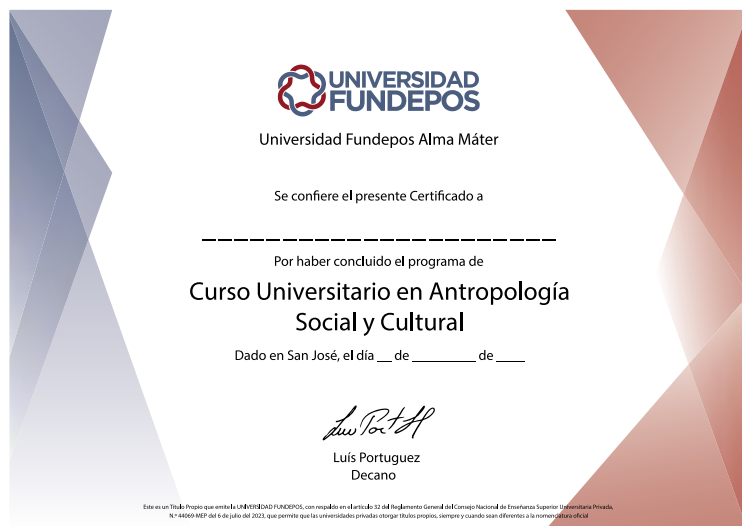 UNIVERSIDAD
FUNDEPOS
Universidad Fundepos Alma Máter
Se confiere el presente Certificado a
Por haber concluido el programa de
Curso Universitario en Antropología
Social y Cultural
Dado en San José, el día __ de ________ de ____
Luís Portuguez
Decano
Este es un Título Propio que emite la UNIVERSIDAD FUNDEPOS, con respaldo en el artículo 32 del Reglamento General del Consejo Nacional de Enseñanza Superior Universitaria Privada,
N.º 44069-MEP del 6 de julio del 2023, que permite que las universidades privadas otorgar títulos propios, siempre y cuando sean diferentes a la nomenclatura oficial